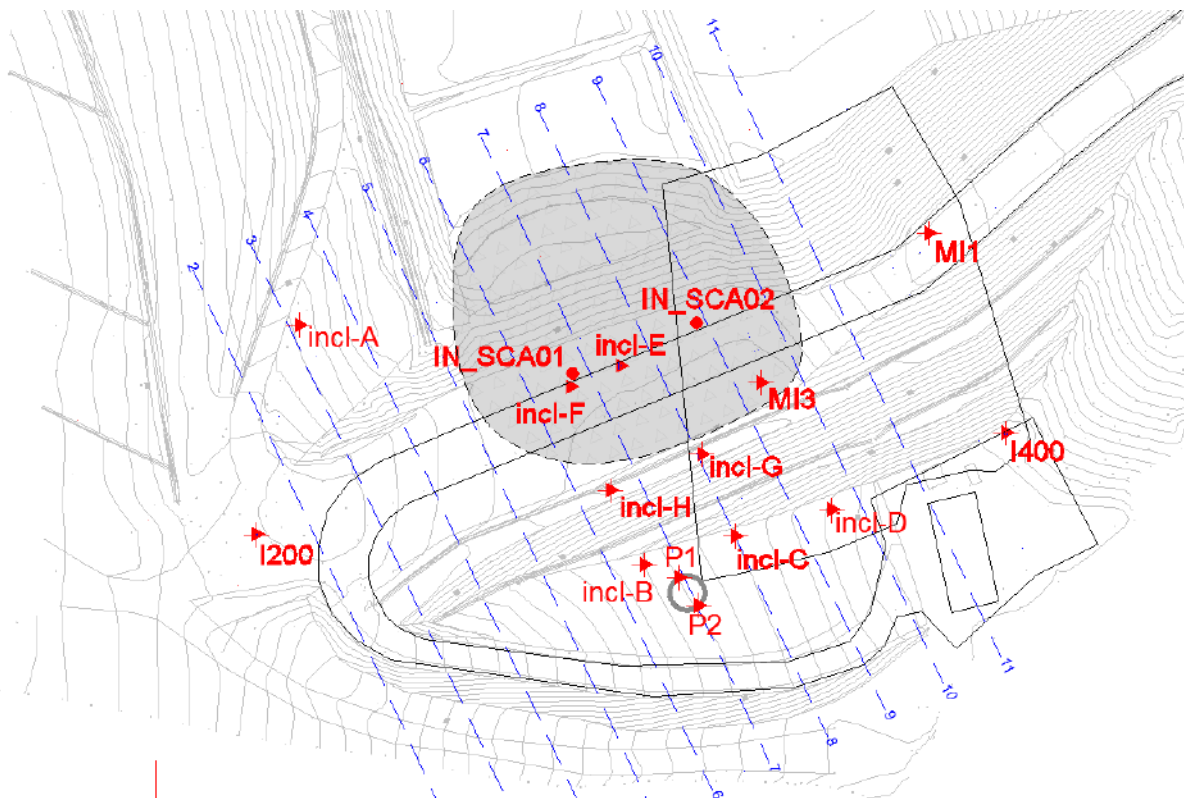 11
10
9
8
7
6
5
4
3
2
MI1
IN_SCA02
incl-A
incl-E
IN_SCA01
MI3
incl-F
I400
incl-G
incl-H
incl-D
I200
incl-C
P1
incl-B
P2
11
10
9
8
7
6